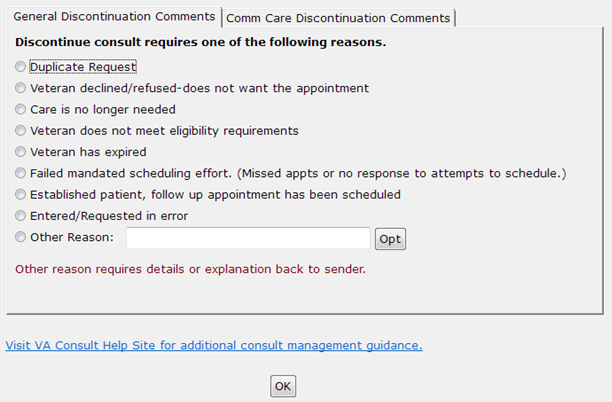 General Discontinuation Comments
Comm Care Discontinuation Comments
Discontinue consult requires one of the following reasons.
Duplicate Request
Veteran declined/refused-does not want the appointment
Care is no longer needed
Veteran does not meet eligibility requirements
Veteran has expired
Failed mandated scheduling effort. (Missed appts or no response to attempts to schedule.)
Established patient, follow up appointment has been scheduled
Entered/Requested in error
Other Reason: Opt
Other reason requires details or explanation back to sender.
Visit VA Consult Help Site for additional consult management guidance.
OK